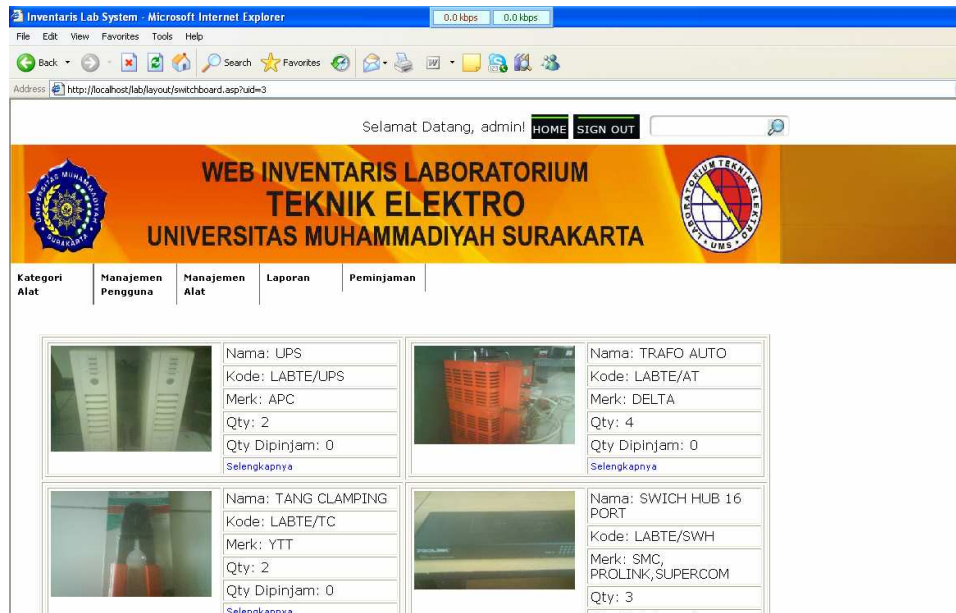 Inventaris Lab System - Microsoft Internet Explorer
0.0 kbps 0.0 kbps
File Edit View Favorites Tools Help
Back Search Favorites
Address http://localhost/lab/layout/switchboard.asp?uid=3
Selamat Datang, admin! HOME SIGN OUT
WEB INVENTARIS LABORATORIUM
TEKNIK ELEKTRO
UNIVERSITAS MUHAMMADIYAH SURAKARTA
UNIVERSITAS MUHAMMADIYAH
SURAKARTA
LABORATORIUM TEKNIK ELEKTRO
UMS
Kategori Alat
Manajemen Pengguna
Manajemen Alat
Laporan
Peminjaman
Nama: UPS
Kode: LABTE/UPS
Merk: APC
Qty: 2
Qty Dipinjam: 0
Selengkapnya
Nama: TRAFO AUTO
Kode: LABTE/AT
Merk: DELTA
Qty: 4
Qty Dipinjam: 0
Selengkapnya
Nama: TANG CLAMPING
Kode: LABTE/TC
Merk: YTT
Qty: 2
Qty Dipinjam: 0
Selengkapnya
Nama: SWICH HUB 16
PORT
Kode: LABTE/SWH
Merk: SMC,
PROLINK,SUPERCOM
Qty: 3